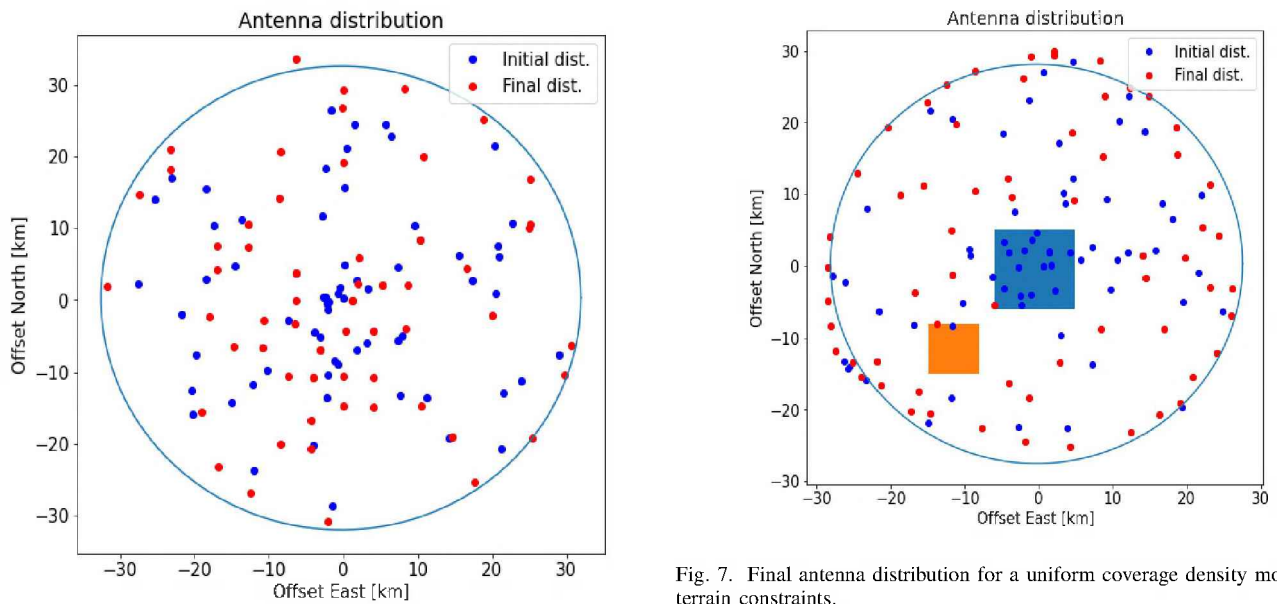 Antenna distribution
Initial dist.
Final dist.
30
20
10
0
−10
−20
−30
Offset North [km]
−30
−20
−10
0
10
20
30
Offset East [km]
Antenna distribution
Initial dist.
Final dist.
30
20
10
0
−10
−20
−30
Offset North [km]
−30
−20
−10
0
10
20
30
Offset East [km]
Fig. 7. Final antenna distribution for a uniform coverage density mo
terrain constraints.